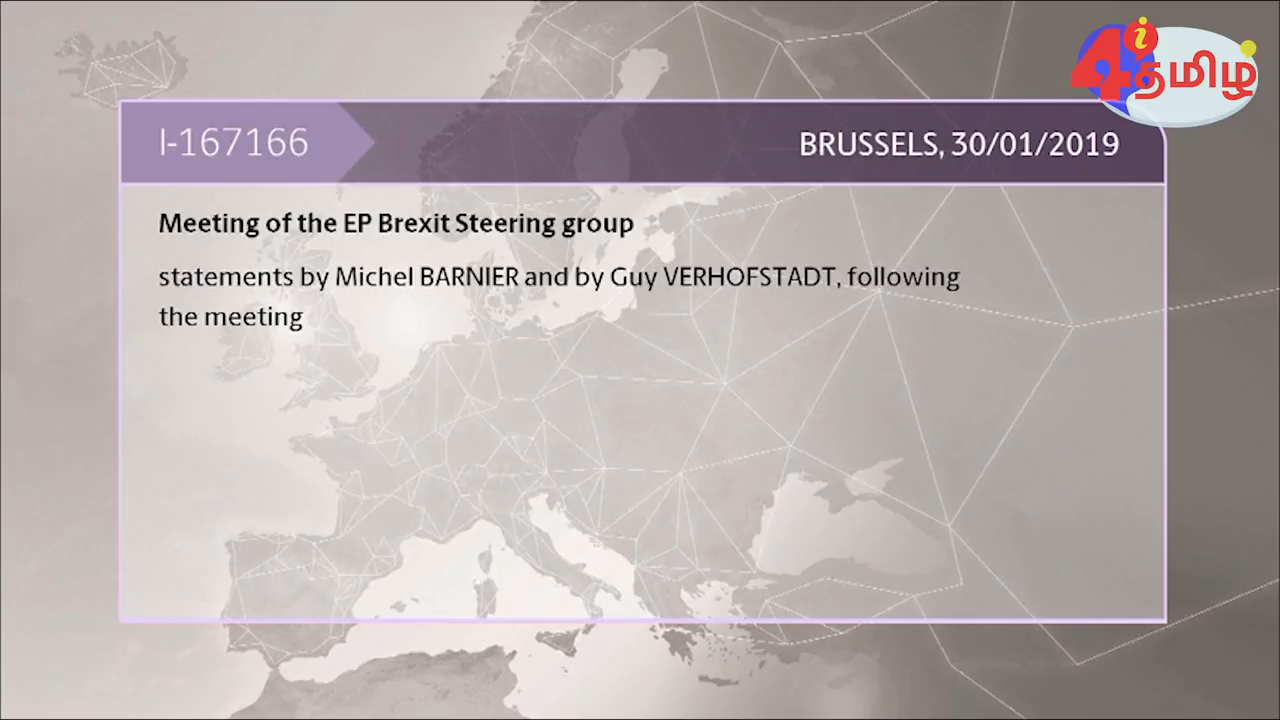 4i தமிழ்
I-167166
BRUSSELS, 30/01/2019
Meeting of the EP Brexit Steering group
statements by Michel BARNIER and by Guy VERHOFSTADT, following
the meeting